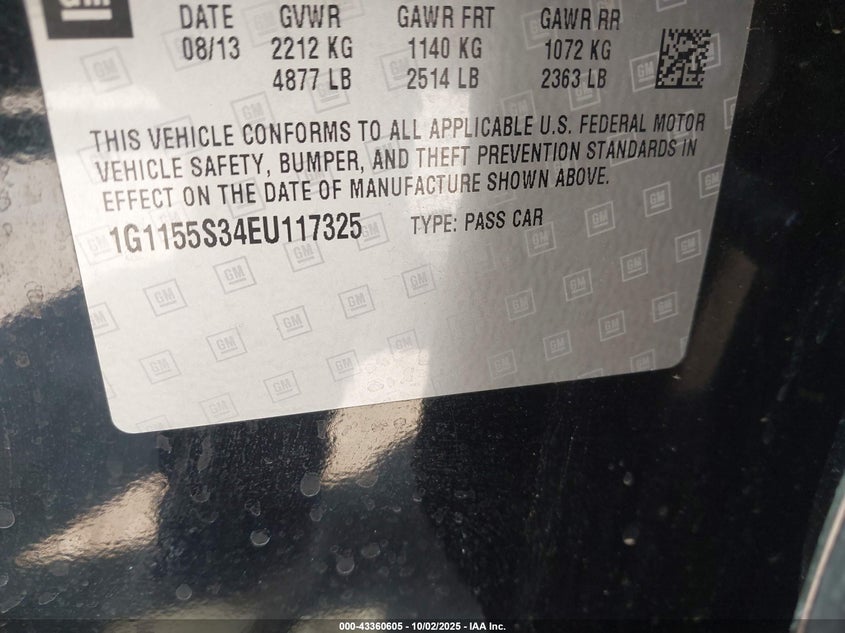 GM
DATE GVWR GAWR FRT GAWR RR
08/13 2212 KG 1140 KG 1072 KG
4877 LB 2514 LB 2363 LB
THIS VEHICLE CONFORMS TO ALL APPLICABLE U.S. FEDERAL MOTOR
VEHICLE SAFETY, BUMPER, AND THEFT PREVENTION STANDARDS IN
EFFECT ON THE DATE OF MANUFACTURE SHOWN ABOVE.
1G1155S34EU117325 TYPE: PASS CAR
000-43360605 - 10/02/2025 - IAA Inc.